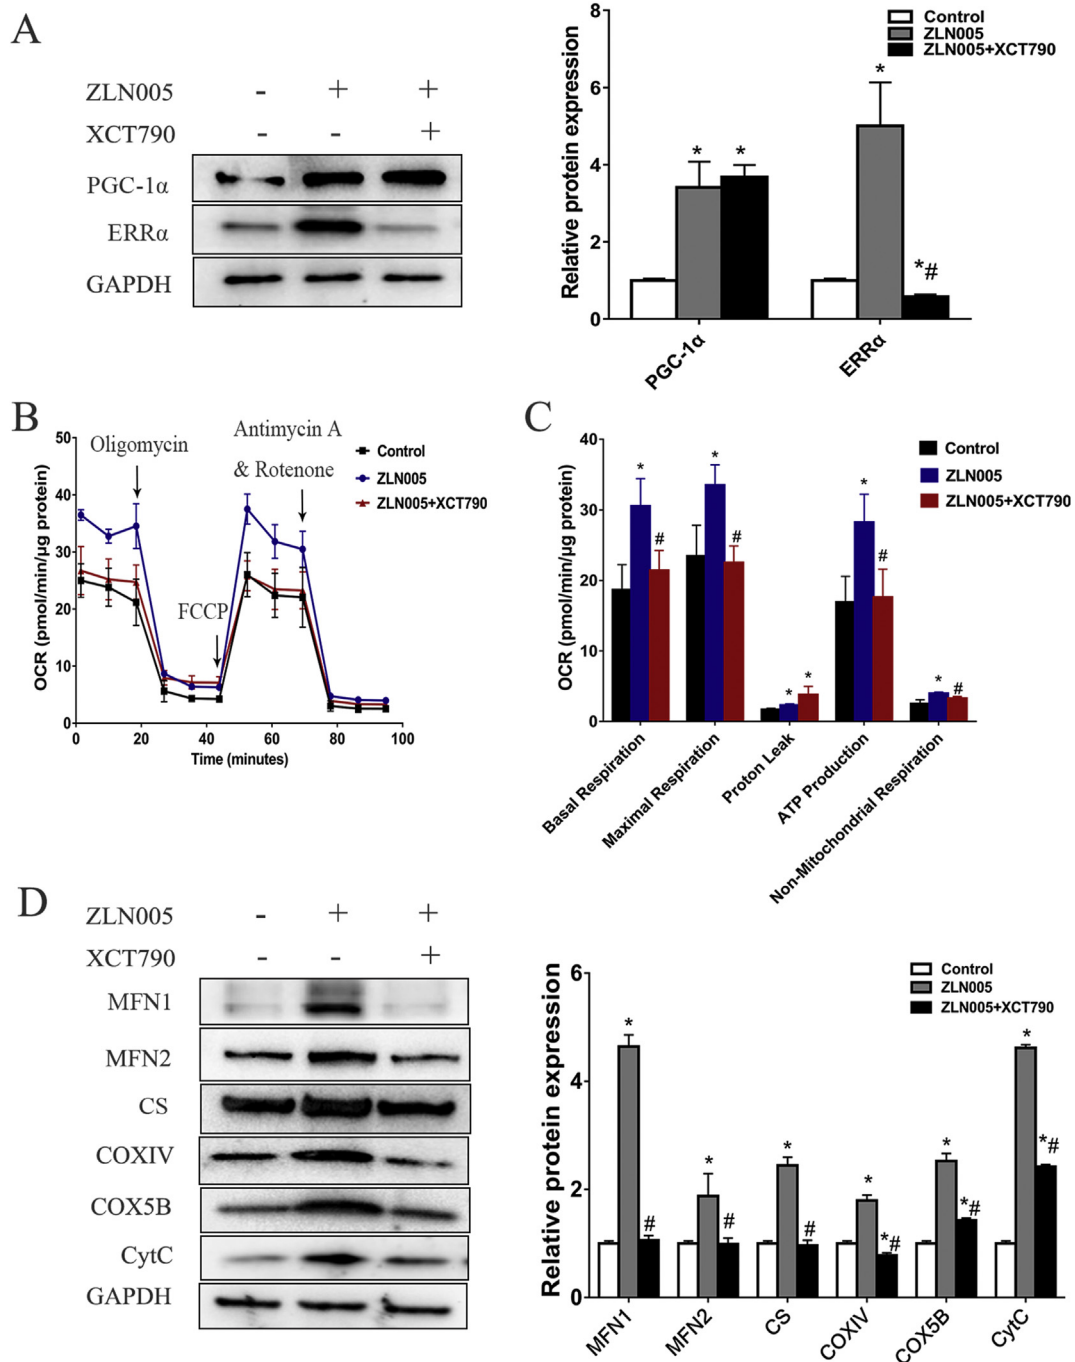 A
ZLN005 - + +
XCT790 - - +
PGC-1α
ERRα
GAPDH
Relative protein expression
8
6
4
2
0
Control
ZLN005
ZLN005+XCT790
*
*
*
*#
PGC-1α
ERRα
B
OCR (pmol/min/μg protein)
50
40
30
20
10
0
Oligomycin
Antimycin A
& Rotenone
FCCP
Control
ZLN005
ZLN005+XCT790
0 20 40 60 80 100
Time (minutes)
C
OCR (pmol/min/μg protein)
40
30
20
10
0
Control
ZLN005
ZLN005+XCT790
*
#
*
#
*
*
*
#
*
#
Basal Respiration
Maximal Respiration
Proton Leak
ATP Production
Non-Mitochondrial Respiration
D
ZLN005 - + +
XCT790 - - +
MFN1
MFN2
CS
COXIV
COX5B
CytC
GAPDH
Relative protein expression
6
4
2
0
Control
ZLN005
ZLN005+XCT790
*
#
*
#
*
#
*
*#
*
*#
*
*#
MFN1
MFN2
CS
COXIV
COX5B
CytC